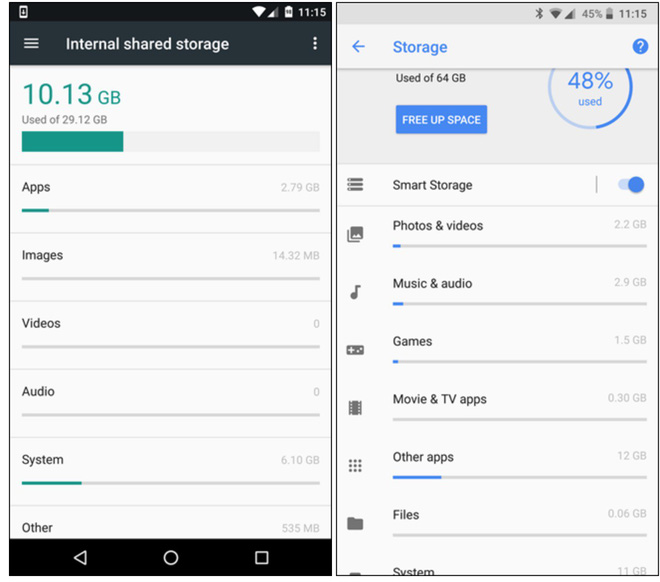 11:15
Internal shared storage
10.13 GB
Used of 29.12 GB
Apps 2.79 GB
Images 14.32 MB
Videos 0
Audio 0
System 6.10 GB
Other 535 MB
45% 11:15
Storage
Used of 64 GB
48%
used
FREE UP SPACE
Smart Storage
Photos & videos 2.2 GB
Music & audio 2.9 GB
Games 1.5 GB
Movie & TV apps 0.30 GB
Other apps 12 GB
Files 0.06 GB
System 11 GB